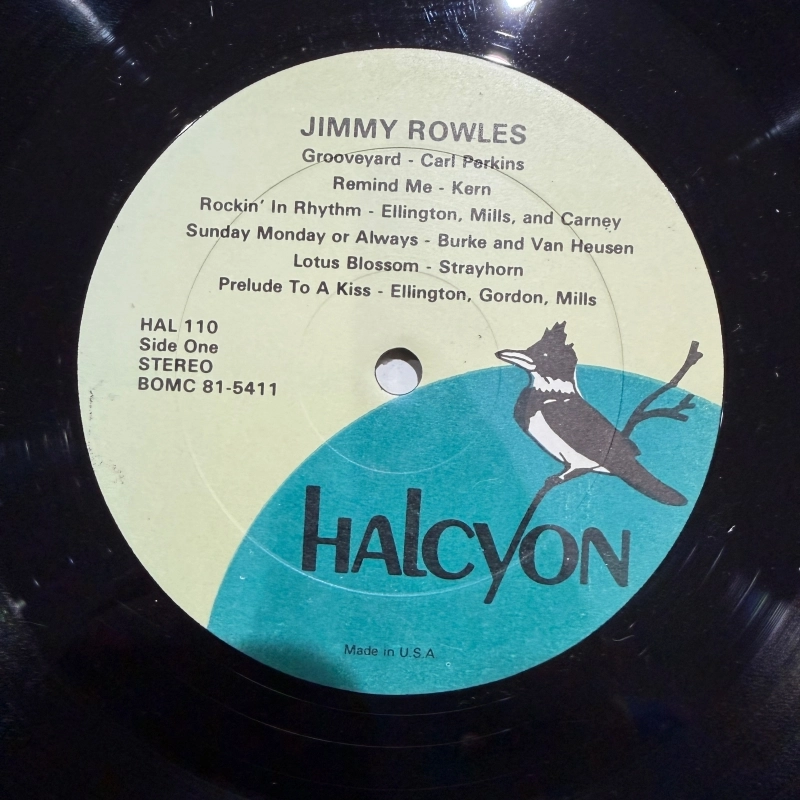 JIMMY ROWLES
Grooveyard - Carl Perkins
Remind Me - Kern
Rockin' In Rhythm - Ellington, Mills, and Carney
Sunday Monday or Always - Burke and Van Heusen
Lotus Blossom - Strayhorn
Prelude To A Kiss - Ellington, Gordon, Mills
HAL 110
Side One
STEREO
BOMC 81-5411
HALCYON
Made in U.S.A